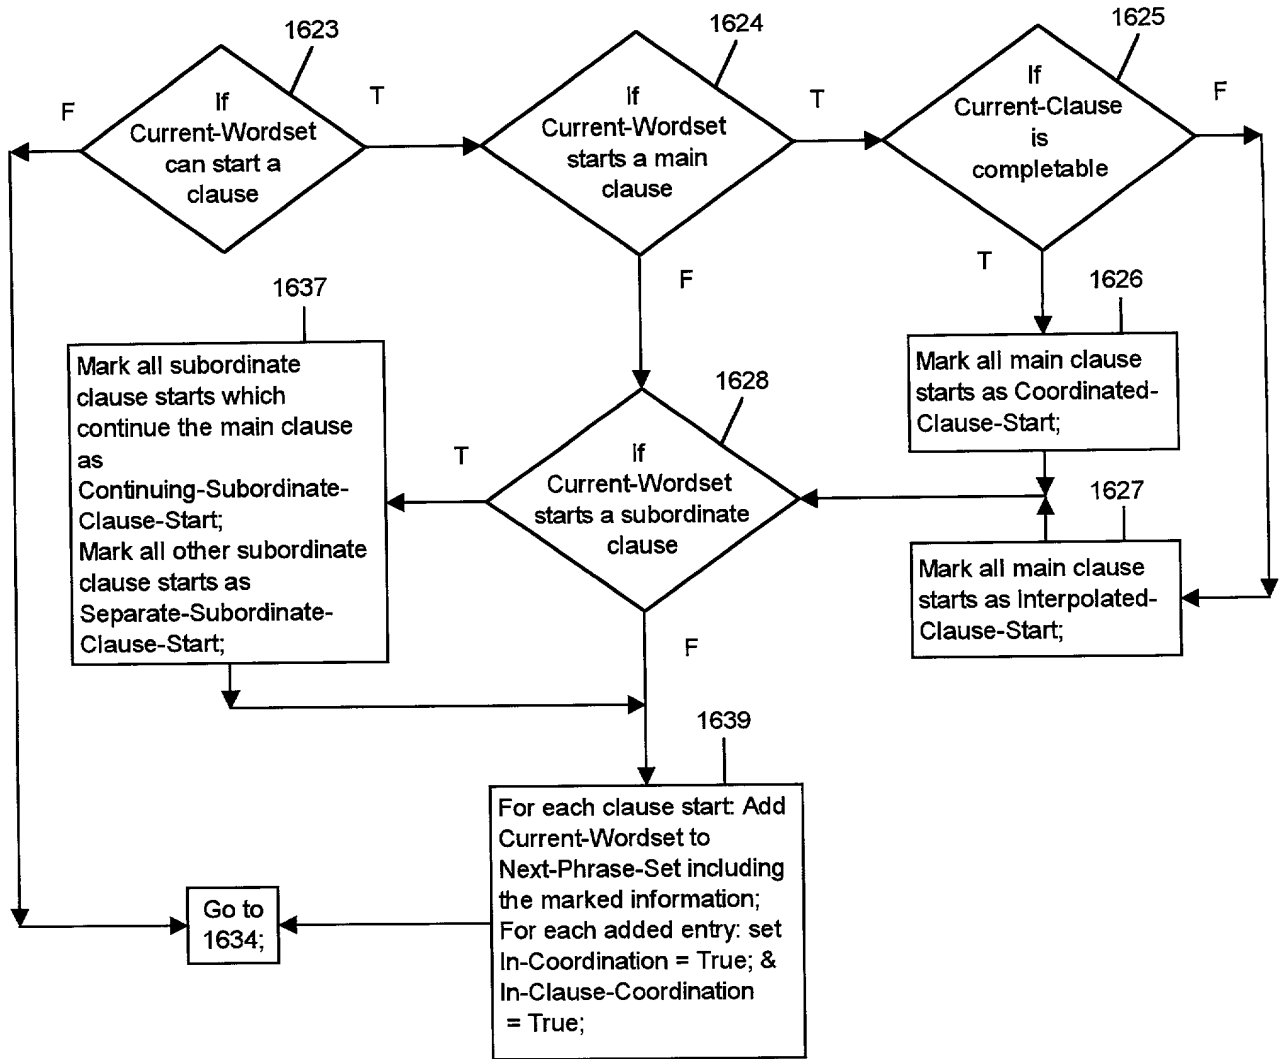 1623
1624
1625
If
Current-Wordset
can start a
clause
F
T
If
Current-Wordset
starts a main
clause
T
F
If
Current-Clause
is
completable
F
T
1637
Mark all subordinate
clause starts which
continue the main clause
as
Continuing-Subordinate-
Clause-Start;
Mark all other subordinate
clause starts as
Separate-Subordinate-
Clause-Start;
1628
T
If
Current-Wordset
starts a subordinate
clause
F
1626
Mark all main clause
starts as Coordinated-
Clause-Start;
1627
Mark all main clause
starts as Interpolated-
Clause-Start;
1639
For each clause start: Add
Current-Wordset to
Next-Phrase-Set including
the marked information;
For each added entry: set
In-Coordination = True; &
In-Clause-Coordination
= True;
Go to
1634;